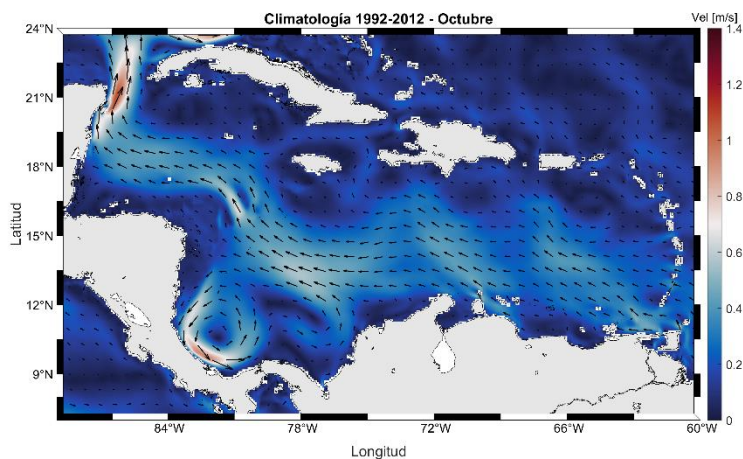 Climatología 1992-2012 - Octubre
Vel [m/s]
24°N
21°N
18°N
15°N
12°N
9°N
Latitud
84°W
78°W
72°W
66°W
60°W
Longitud
1.4
1.2
1
0.8
0.6
0.4
0.2
0